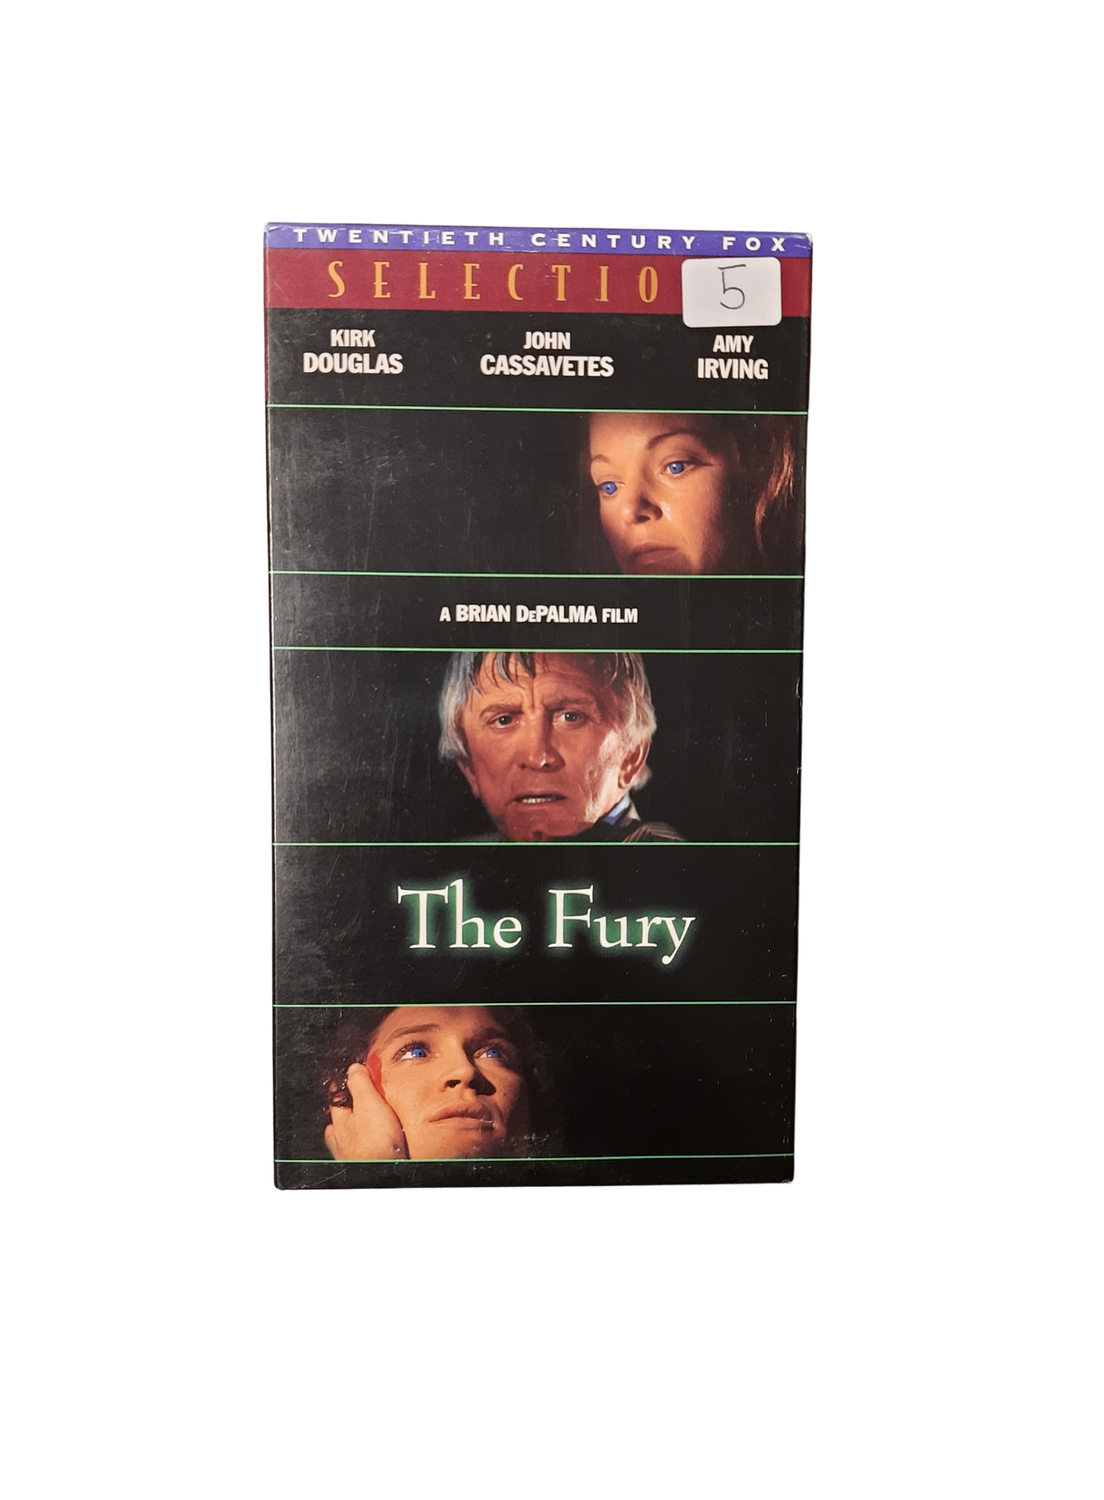 TWENTIETH CENTURY FOX
SELECTIO
5
KIRK DOUGLAS
JOHN CASSAVETES
AMY IRVING
A BRIAN DEPALMA FILM
The Fury